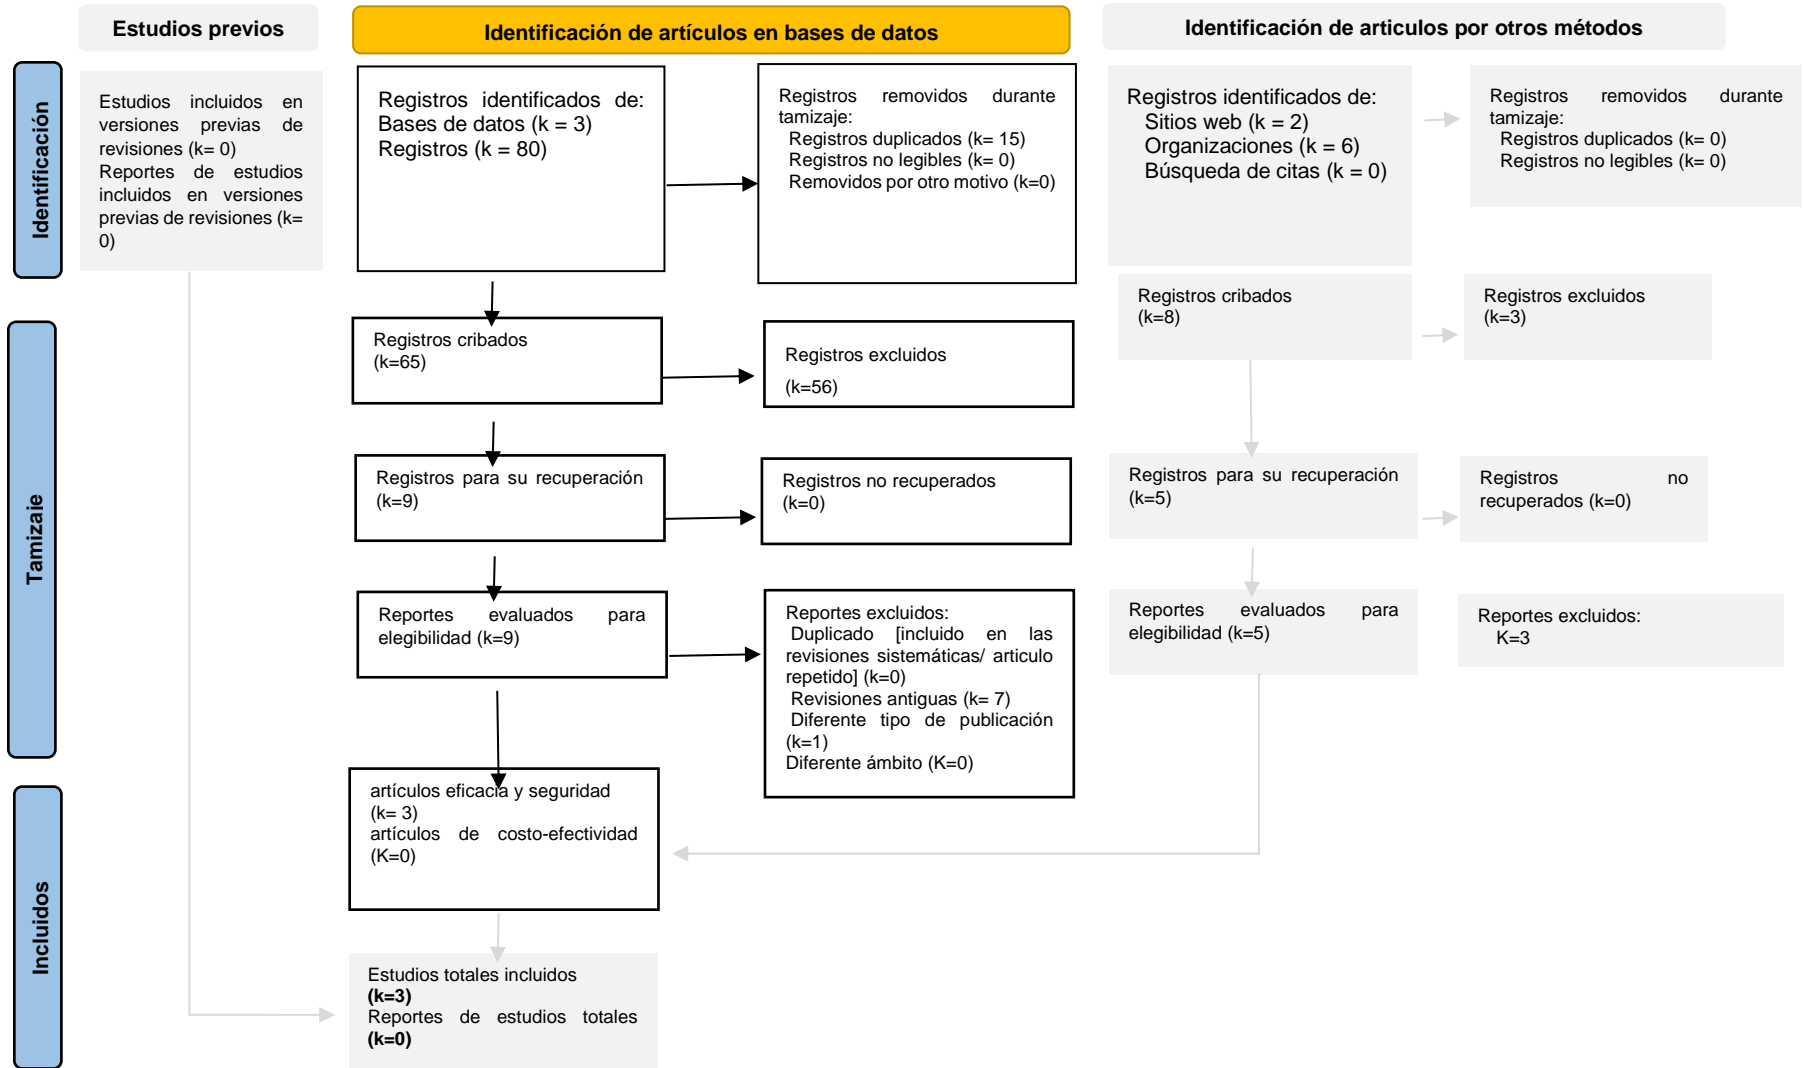 Estudios previos
Identificación de artículos en bases de datos
Identificación de articulos por otros métodos
Identificación
Estudios incluidos en
versiones previas de
revisiones (k= 0)
Reportes de estudios
incluidos en versiones
previas de revisiones (k=
0)
Registros identificados de:
Bases de datos (k = 3)
Registros (k = 80)
Registros removidos durante
tamizaje:
Registros duplicados (k= 15)
Registros no legibles (k= 0)
Removidos por otro motivo (k=0)
Registros identificados de:
Sitios web (k = 2)
Organizaciones (k = 6)
Búsqueda de citas (k = 0)
Registros removidos durante
tamizaje:
Registros duplicados (k= 0)
Registros no legibles (k= 0)
Tamizaje
Registros cribados
(k=65)
Registros excluidos
(k=56)
Registros cribados
(k=8)
Registros excluidos
(k=3)
Registros para su recuperación
(k=9)
Registros no recuperados
(k=0)
Registros para su recuperación
(k=5)
Registros no
recuperados (k=0)
Reportes evaluados para
elegibilidad (k=9)
Reportes excluidos:
Duplicado [incluido en las
revisiones sistemáticas/ articulo
repetido] (k=0)
Revisiones antiguas (k= 7)
Diferente tipo de publicación
(k=1)
Diferente ámbito (K=0)
Reportes evaluados para
elegibilidad (k=5)
Reportes excluidos:
K=3
Incluidos
artículos eficacia y seguridad
(k= 3)
artículos de costo-efectividad
(K=0)
Estudios totales incluidos
(k=3)
Reportes de estudios totales
(k=0)